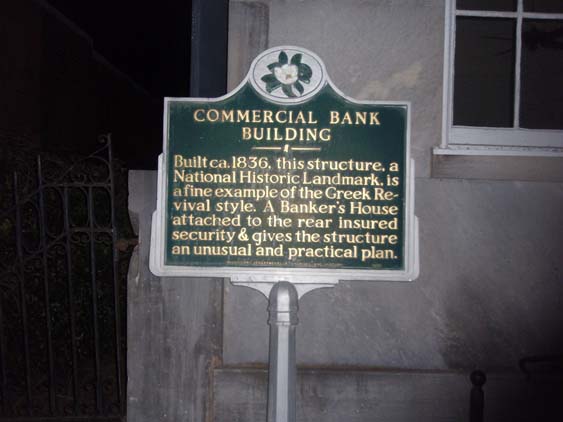 COMMERCIAL BANK
BUILDING
Built ca. 1836, this structure, a
National Historic Landmark, is
a fine example of the Greek Re-
vival style. A Banker's House
attached to the rear insured
security & gives the structure
an unusual and practical plan.